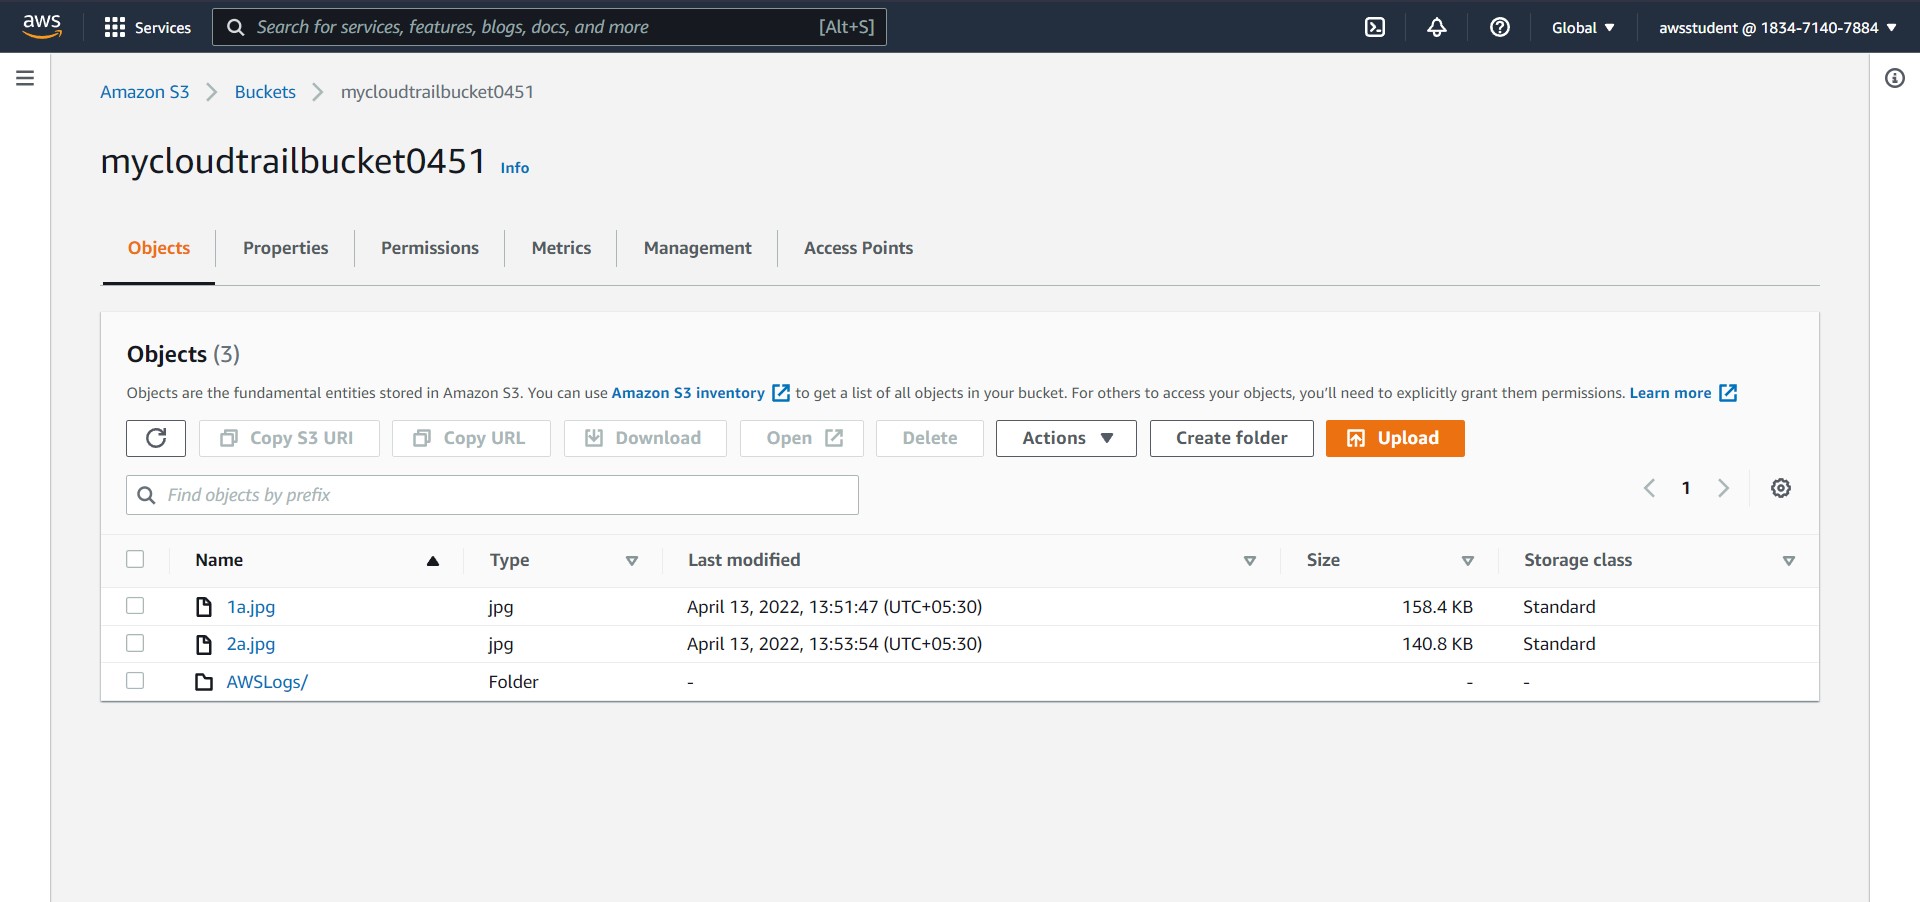 aws Services Search for services, features, blogs, docs, and more [Alt+S] Global awsstudent @ 1834-7140-7884
Amazon S3 Buckets mycloudtrailbucket0451
mycloudtrailbucket0451 Info
Objects Properties Permissions Metrics Management Access Points
Objects (3)
Objects are the fundamental entities stored in Amazon S3. You can use Amazon S3 inventory to get a list of all objects in your bucket. For others to access your objects, you'll need to explicitly grant them permissions. Learn more
Copy S3 URI Copy URL Download Open Delete Actions Create folder Upload
Find objects by prefix 1
Name Type Last modified Size Storage class
1a.jpg jpg April 13, 2022, 13:51:47 (UTC+05:30) 158.4 KB Standard
2a.jpg jpg April 13, 2022, 13:53:54 (UTC+05:30) 140.8 KB Standard
AWSLogs/ Folder - - -